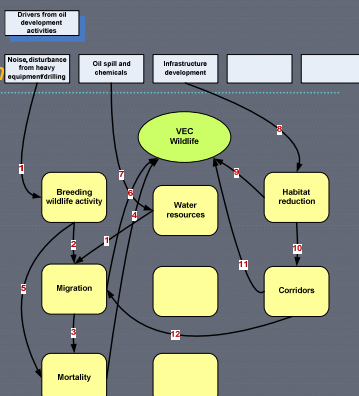 Drivers from oil
development
activities
Noise, disturbance
from heavy
equipment/drilling
Oil spill and
chemicals
Infrastructure
development
VEC
Wildlife
8
1
7
6
9
4
Breeding
wildlife activity
Water
resources
Habitat
reduction
2
1
10
11
5
Migration
Corridors
3
12
Mortality